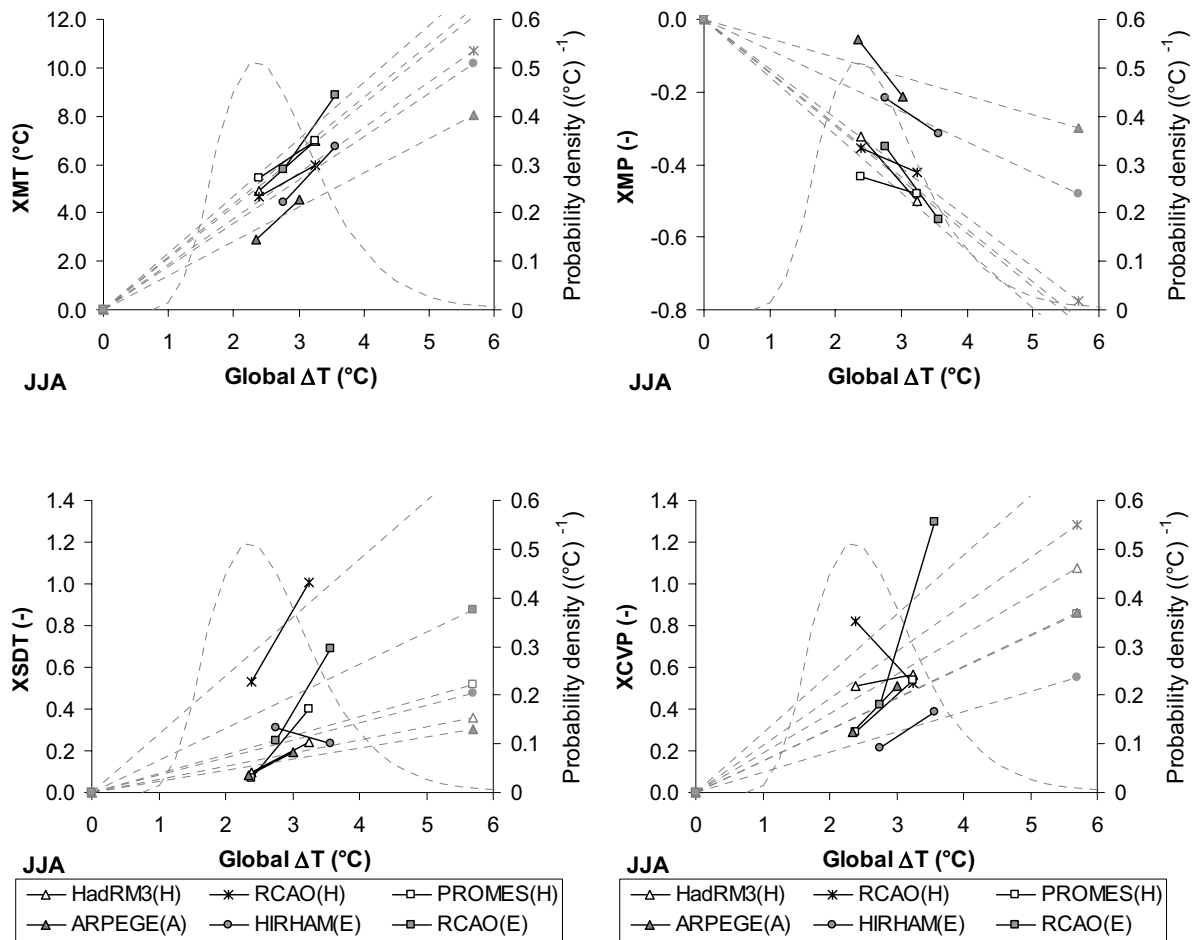 XMT (°C)
12.0
10.0
8.0
6.0
4.0
2.0
0.0
0 1 2 3 4 5 6
Global ΔT (°C)
JJA
0.6
0.5
0.4
0.3
0.2
0.1
0
Probability density ((°C) -1)
XMP (-)
-0.0
-0.2
-0.4
-0.6
-0.8
0 1 2 3 4 5 6
Global ΔT (°C)
JJA
0.6
0.5
0.4
0.3
0.2
0.1
0
Probability density ((°C) -1)
XSDT (-)
1.4
1.2
1.0
0.8
0.6
0.4
0.2
0.0
0 1 2 3 4 5 6
Global ΔT (°C)
JJA
0.6
0.5
0.4
0.3
0.2
0.1
0
Probability density ((°C) -1)
HadRM3(H) RCAO(H) PROMES(H)
ARPEGE(A) HIRHAM(E) RCAO(E)
XCVP (-)
1.4
1.2
1.0
0.8
0.6
0.4
0.2
0.0
0 1 2 3 4 5 6
Global ΔT (°C)
JJA
0.6
0.5
0.4
0.3
0.2
0.1
0
Probability density ((°C) -1)
HadRM3(H) RCAO(H) PROMES(H)
ARPEGE(A) HIRHAM(E) RCAO(E)